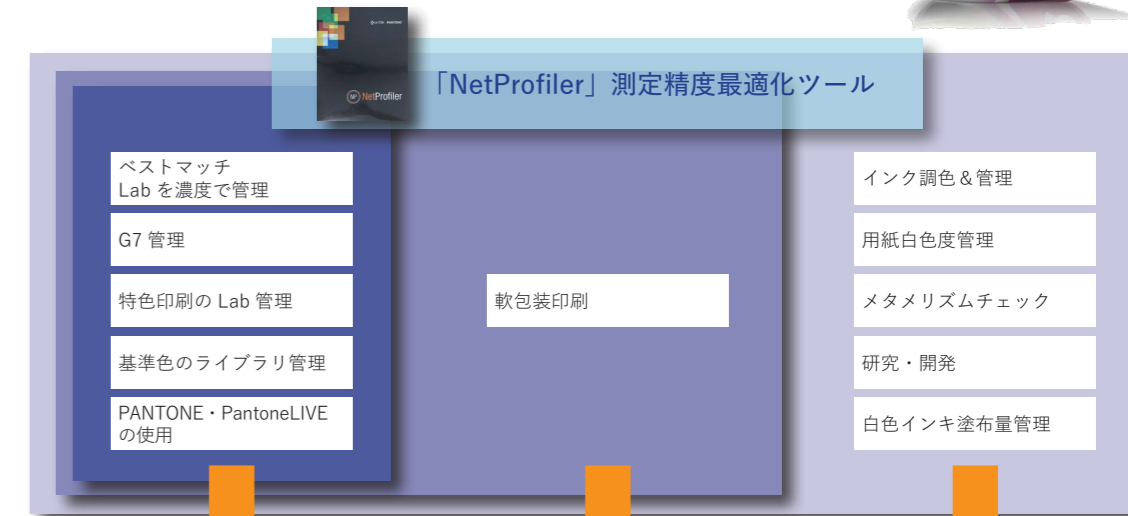 「NetProfiler」測定精度最適化ツール
NetProfiler
ベストマッチ
Lab を濃度で管理
G7 管理
特色印刷の Lab 管理
基準色のライブラリ管理
PANTONE・PantoneLIVE
の使用
軟包装印刷
インク調色&管理
用紙白色度管理
メタメリズムチェック
研究・開発
白色インキ塗布量管理